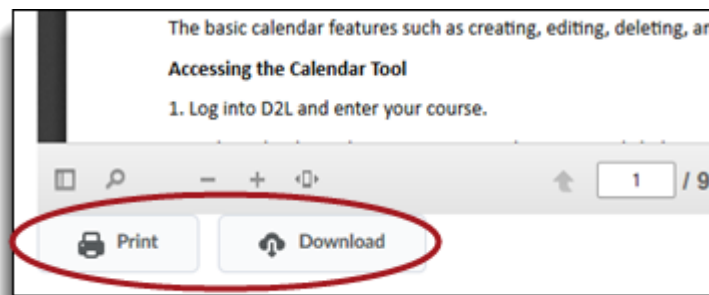 The basic calendar features such as creating, editing, deleting,
Accessing the Calendar Tool
1. Log into D2L and enter your course.
1 / 9
Print Download